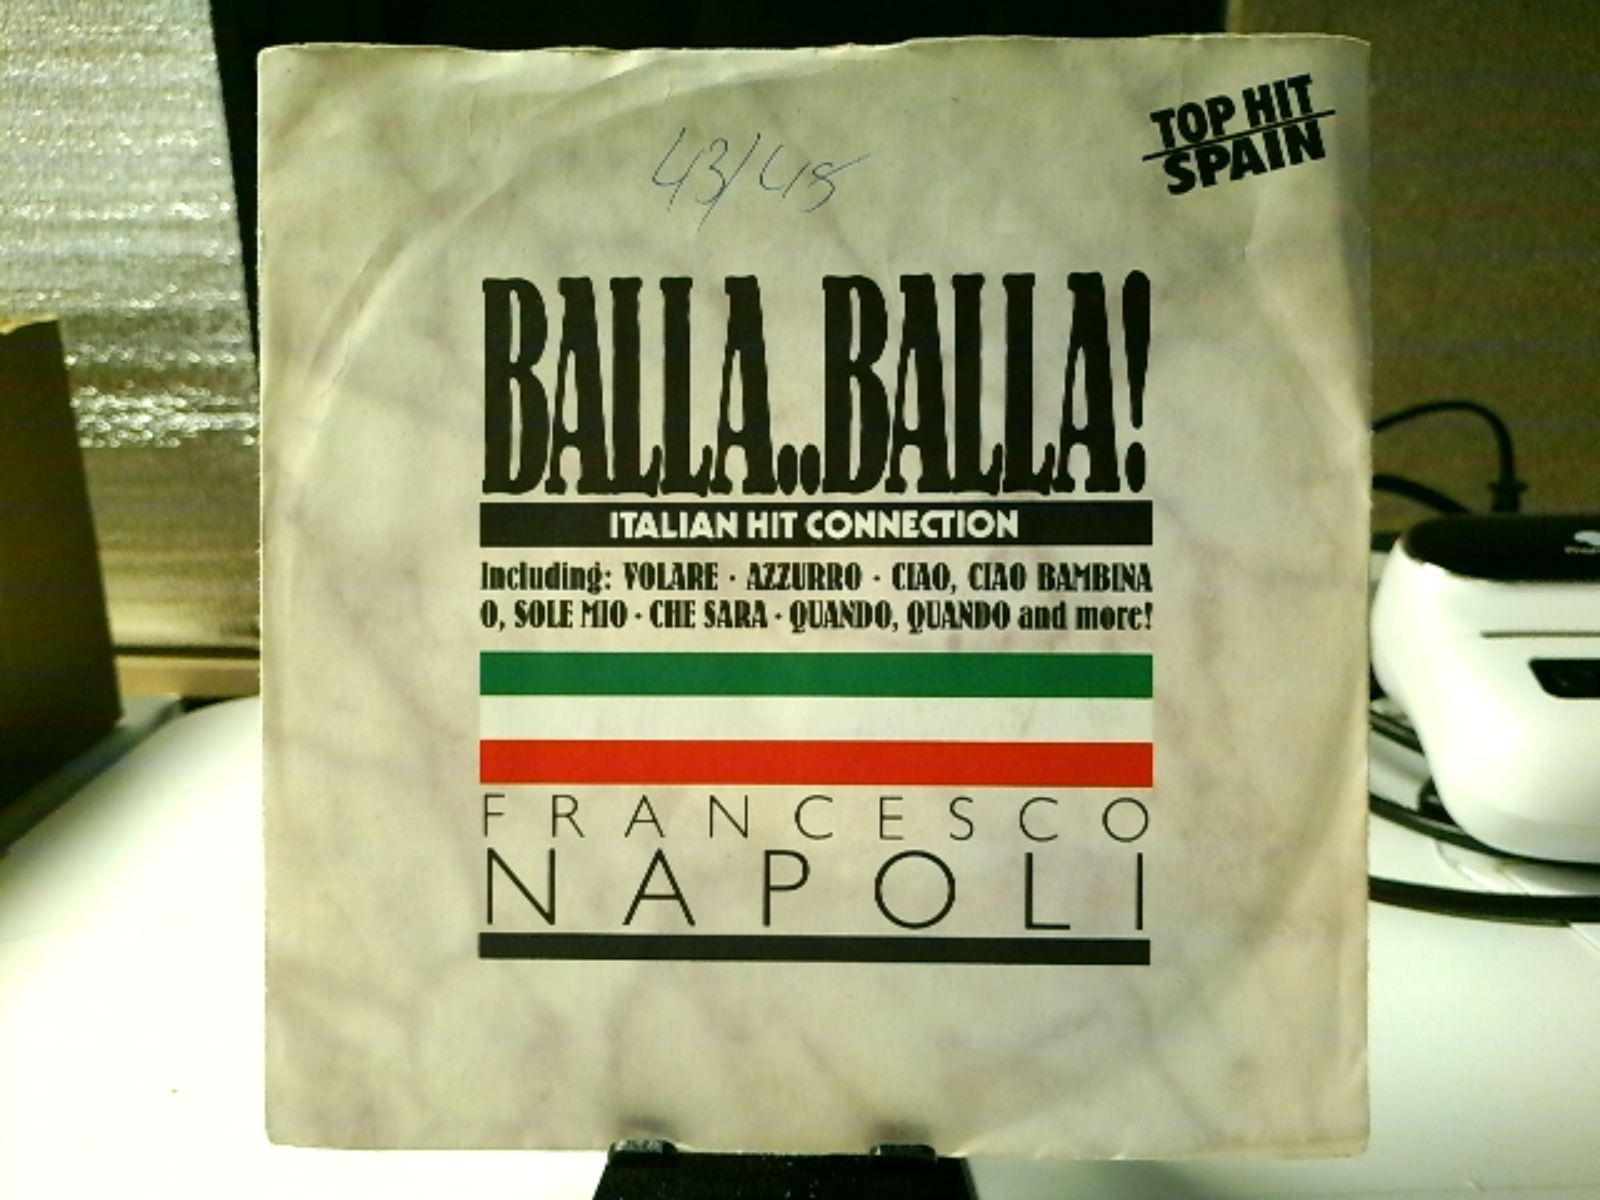 TOP HIT
SPAIN
43/45
BALLA..BALLA!
ITALIAN HIT CONNECTION
Including: VOLARE · AZZURRO · CIAO, CIAO BAMBINA
O, SOLE MIO · CHE SARA · QUANDO, QUANDO and more!
FRANCESCO
NAPOLI